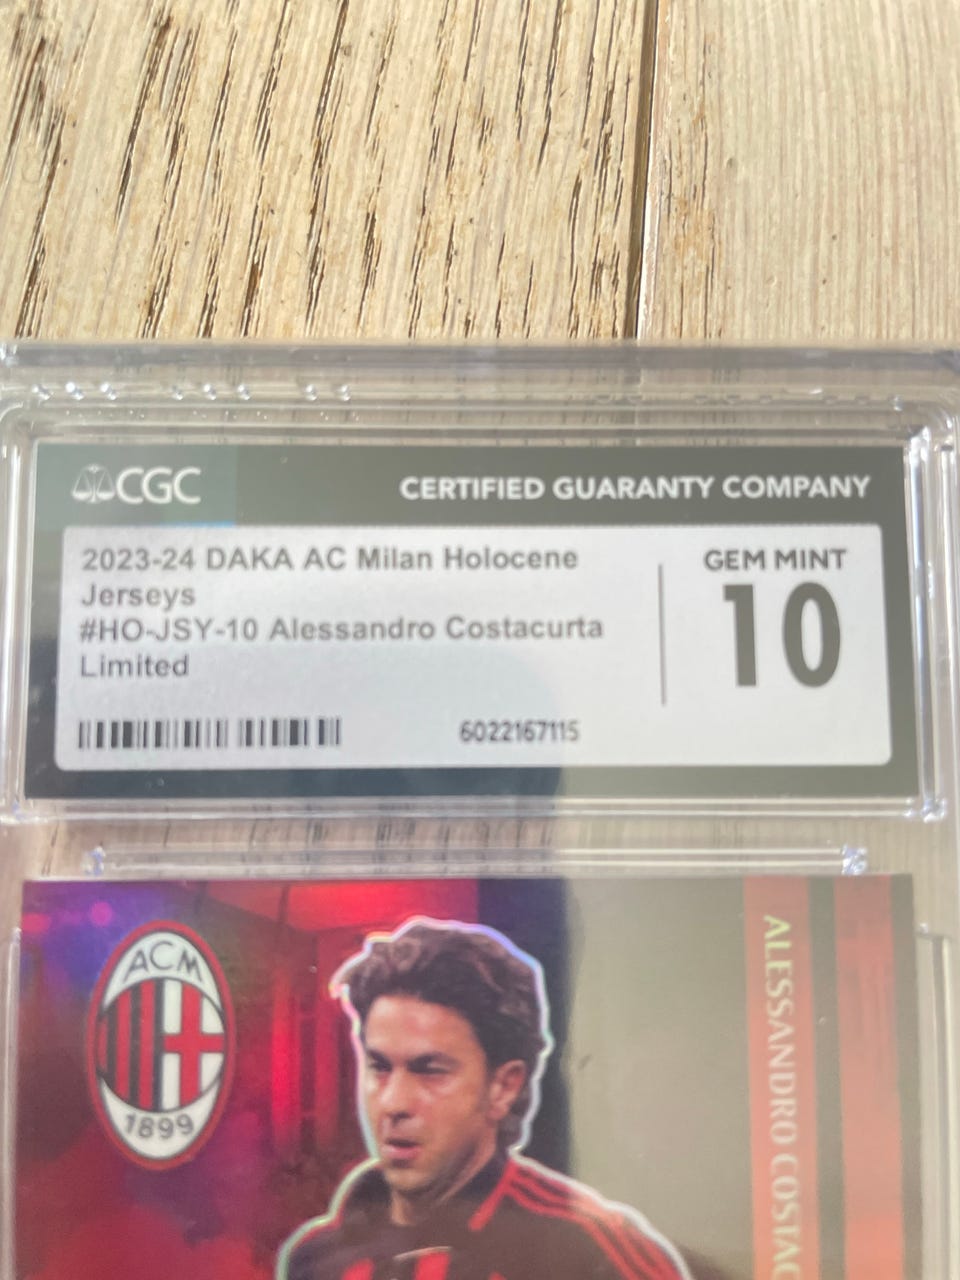 CGC
CERTIFIED GUARANTY COMPANY
2023-24 DAKA AC Milan Holocene
Jerseys
#HO-JSY-10 Alessandro Costacurta
Limited
GEM MINT
10
6022167115
ACM
1899
ALESSANDRO COSTAC